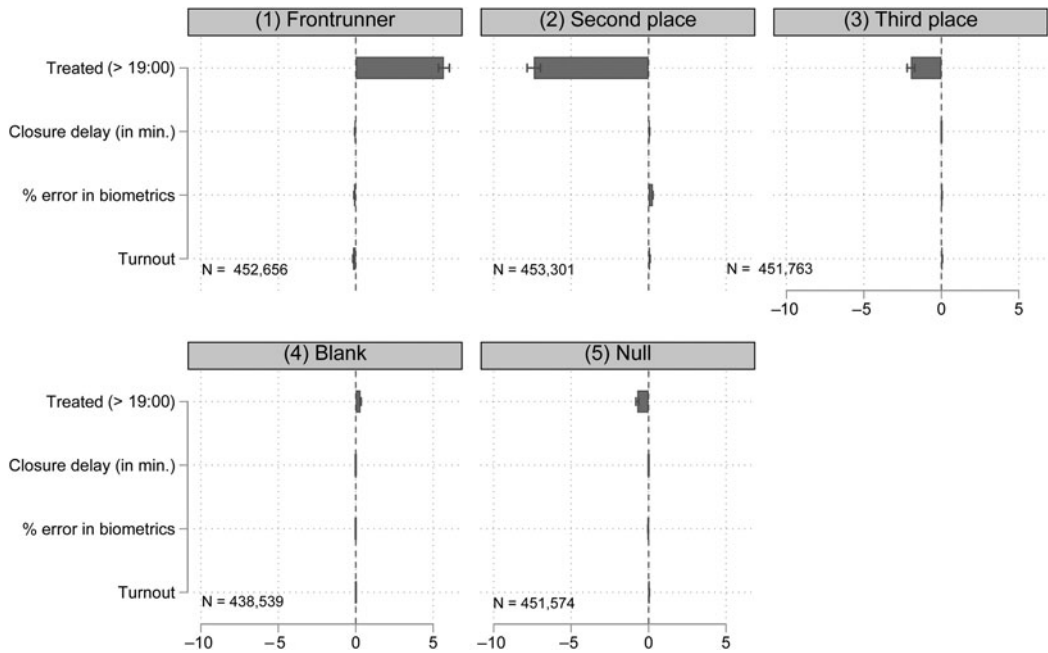 (1) Frontrunner
(2) Second place
(3) Third place
Treated (> 19:00)
Closure delay (in min.)
% error in biometrics
Turnout
N = 452,656
N = 453,301
N = 451,763
–10 –5 0 5
(4) Blank
(5) Null
Treated (> 19:00)
Closure delay (in min.)
% error in biometrics
Turnout
N = 438,539
N = 451,574
–10 –5 0 5
–10 –5 0 5